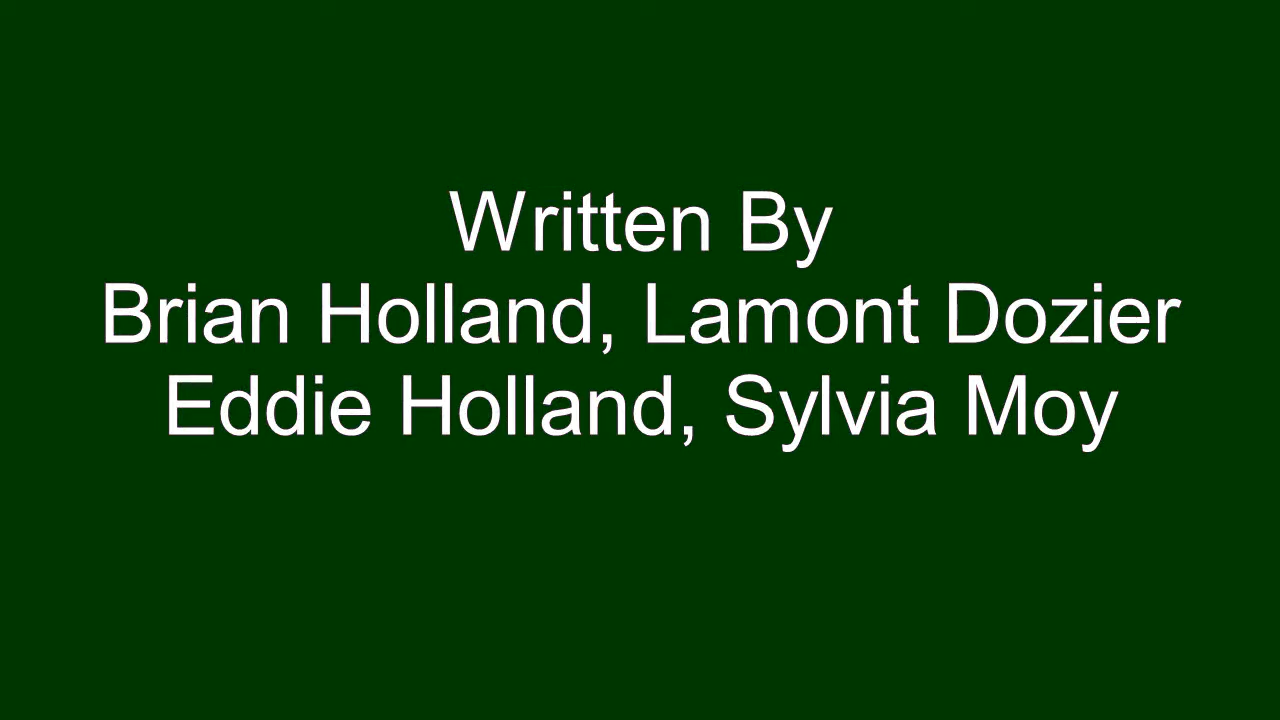 Written By
Brian Holland, Lamont Dozier
Eddie Holland, Sylvia Moy